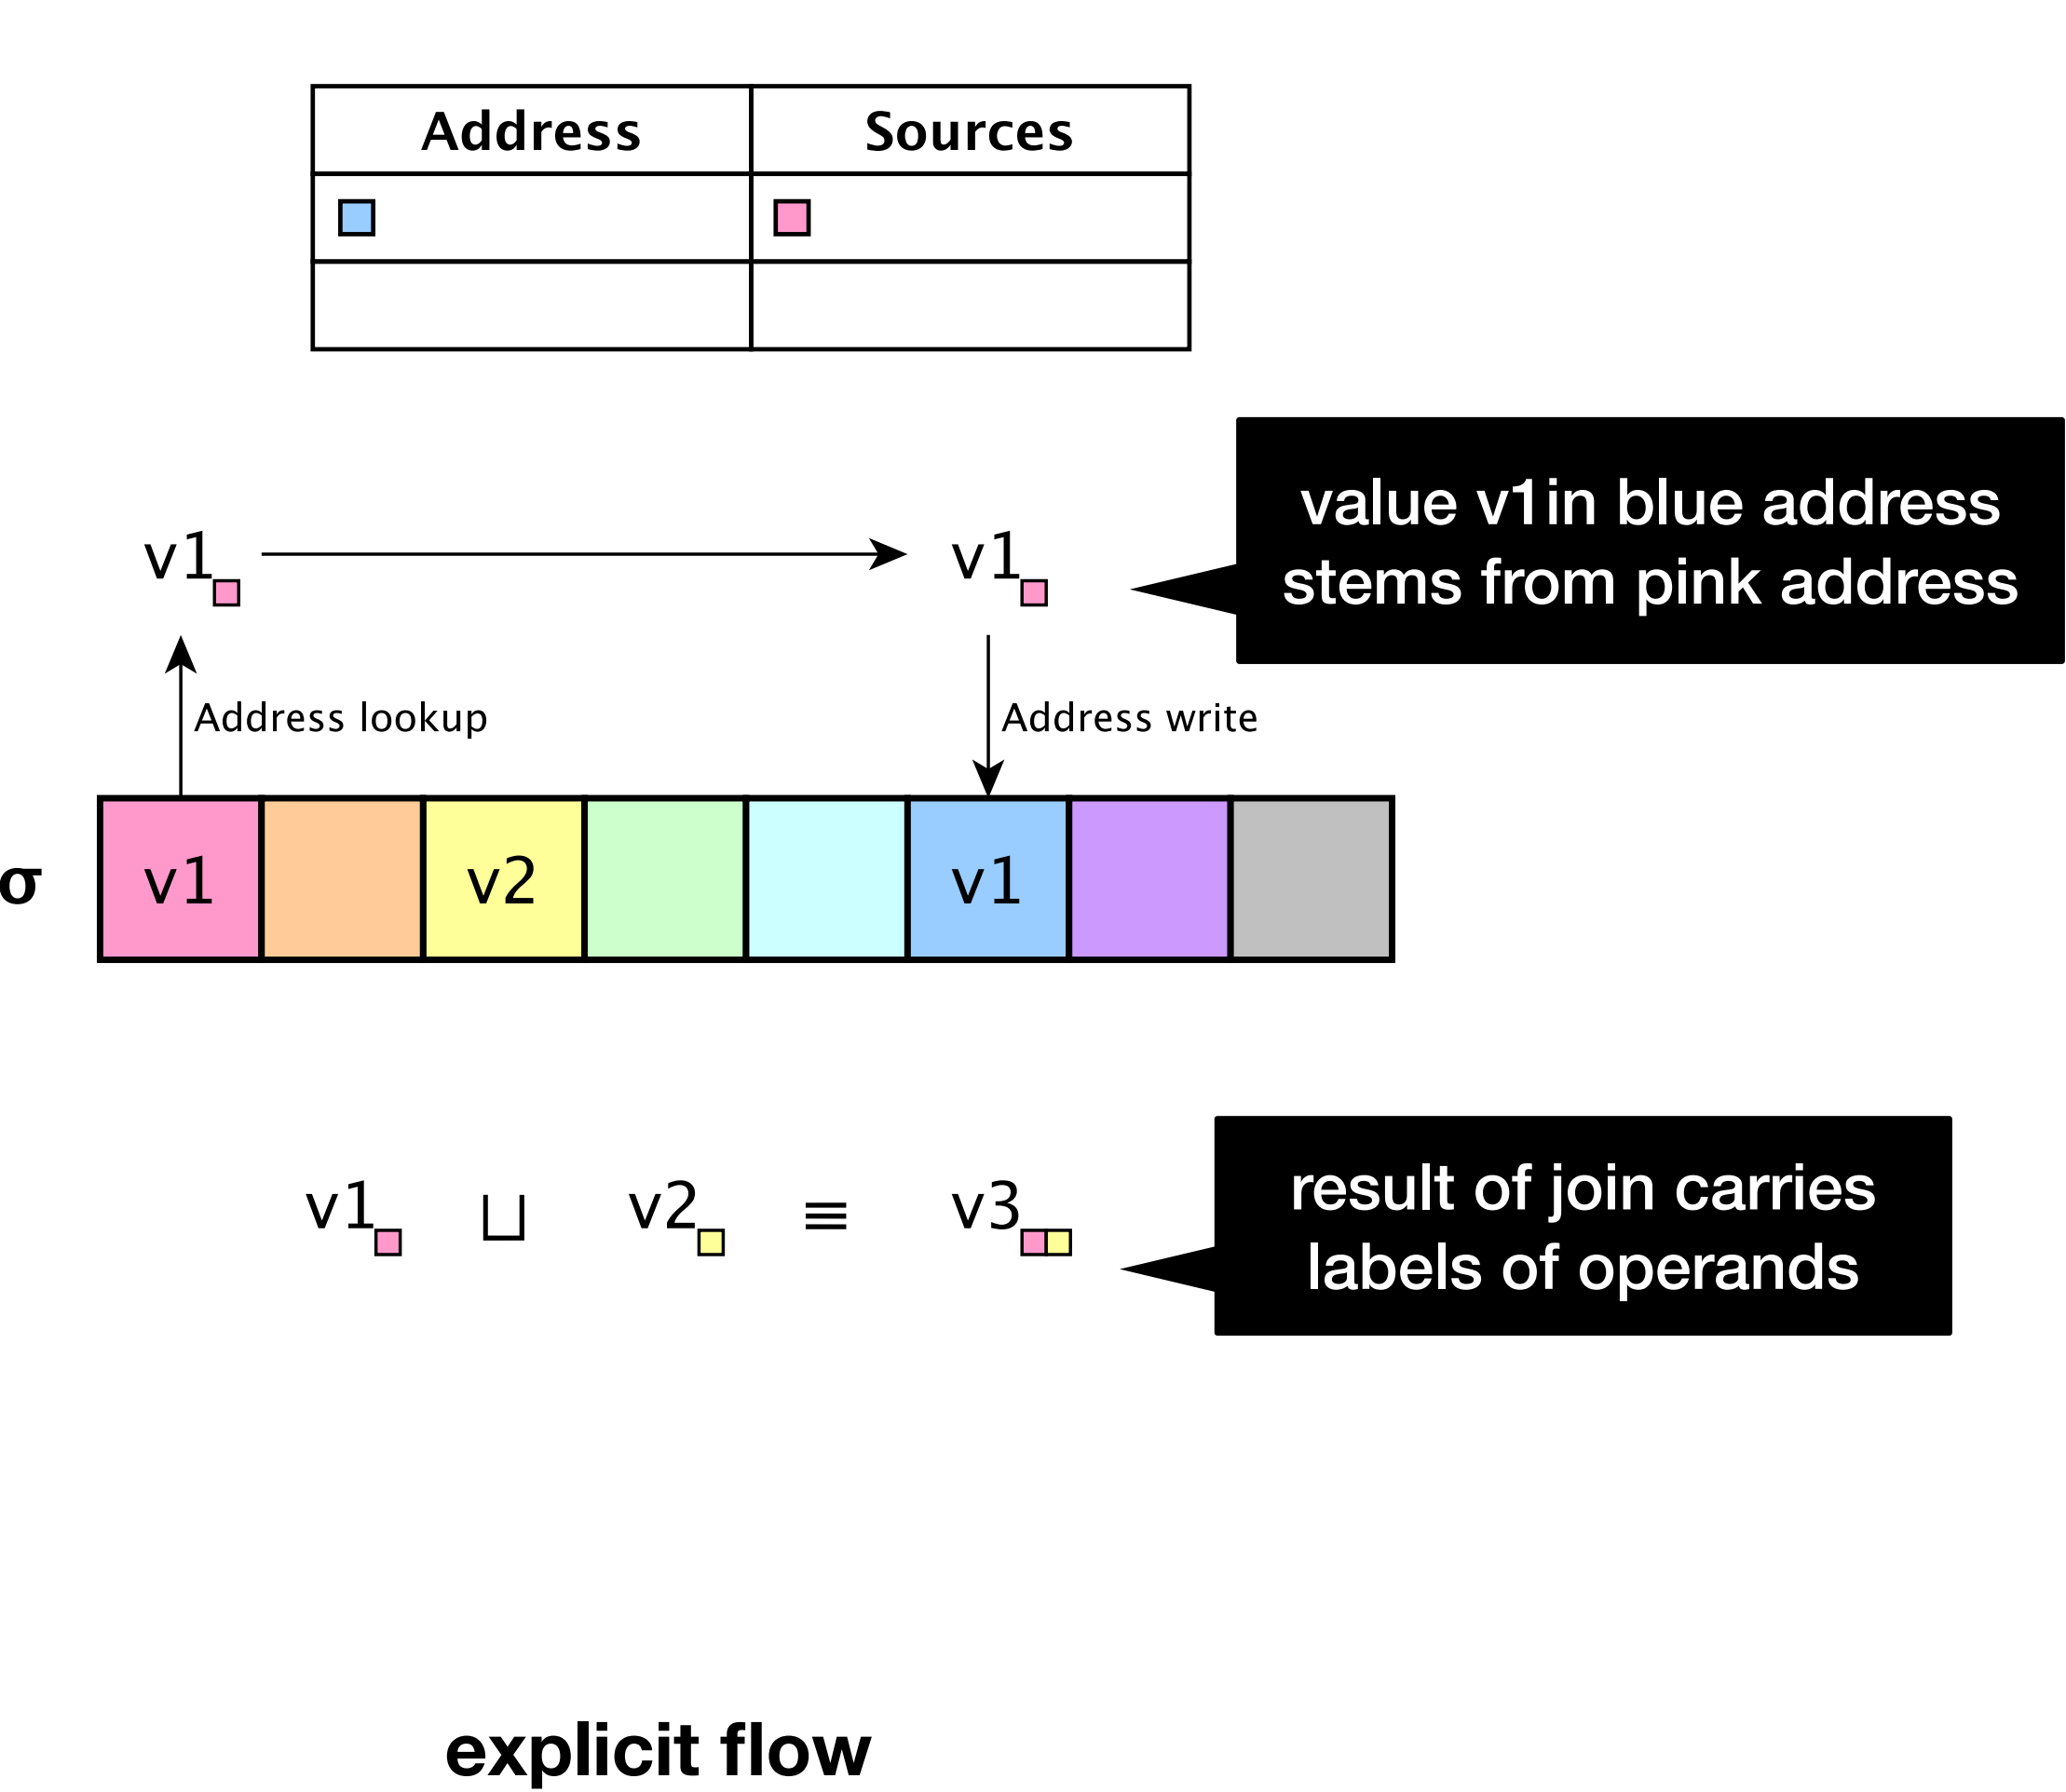 Address Sources
v1 v1
value v1in blue address
stems from pink address
Address lookup Address write
σ v1 v2 v1
v1 ⊔ v2 ≡ v3
result of join carries
labels of operands
explicit flow